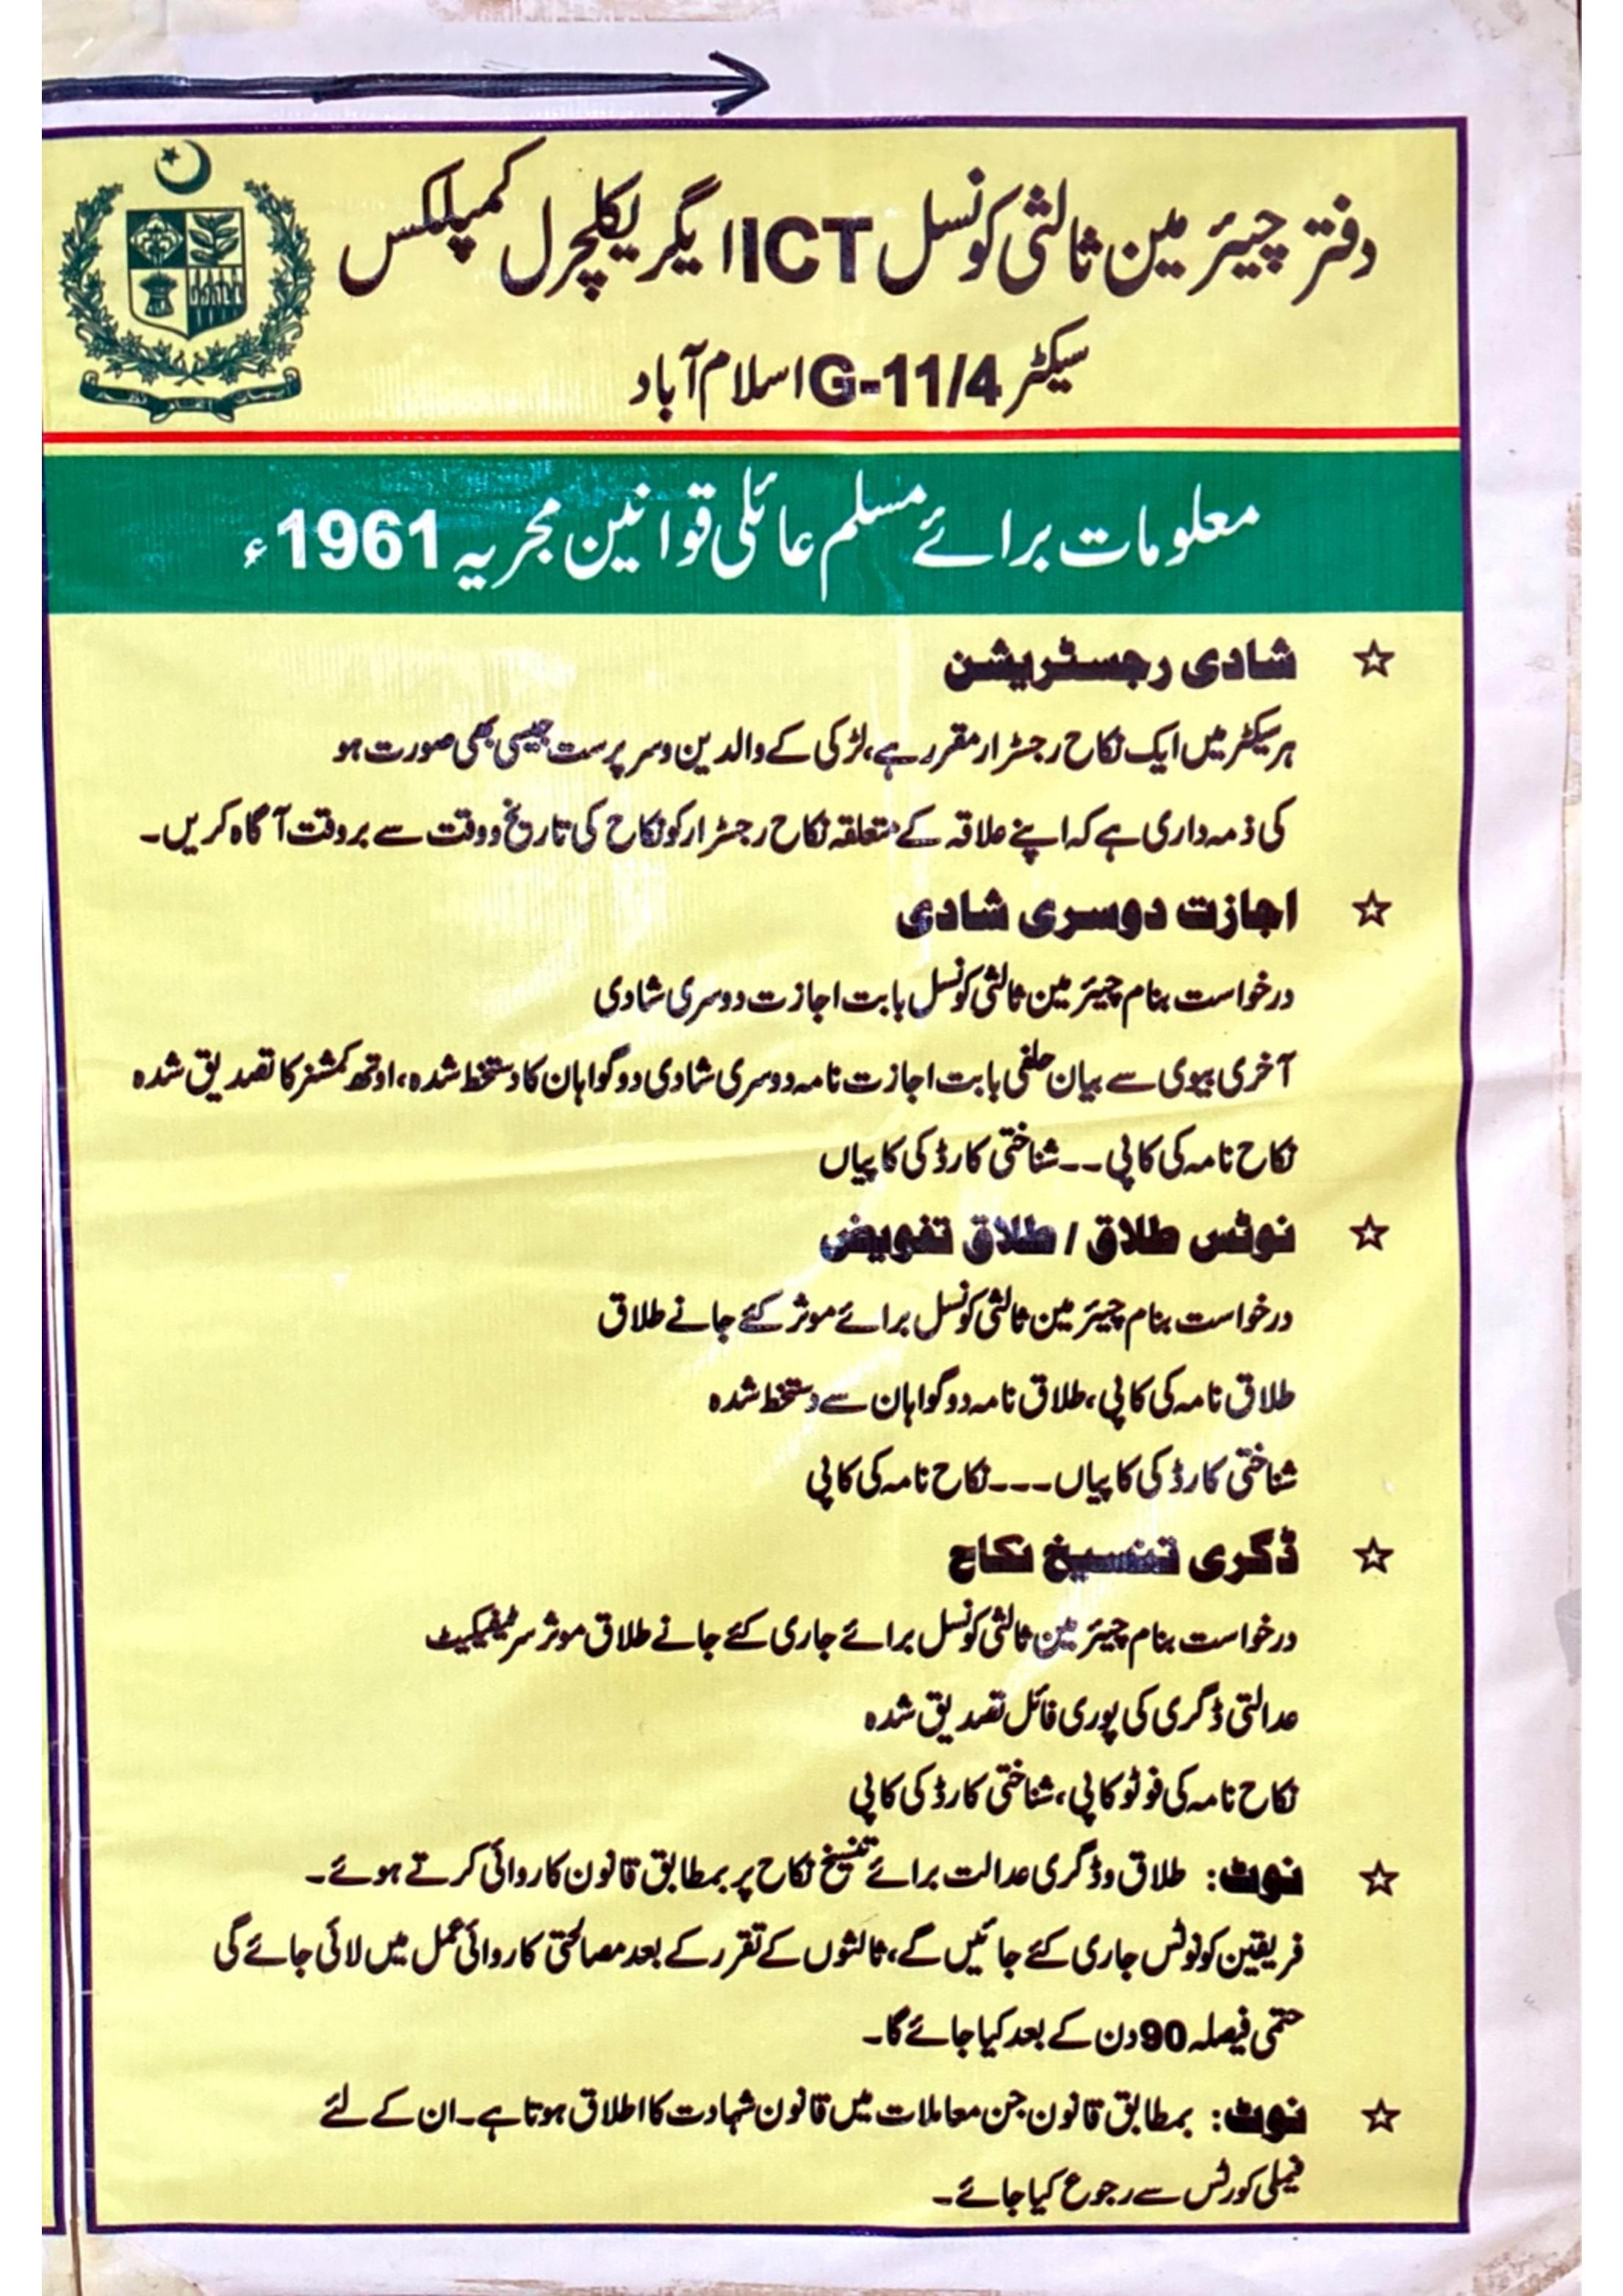 دفتر چیئر مین ثالثی کونسل ICT ایگریکلچرل کمپلکس
سیکٹر G-11/4 اسلام آباد
معلومات برائے مسلم عائلی قوانین مجریہ 1961ء
☆ شادی رجسٹریشن
ہر سیکٹر میں ایک نکاح رجسٹرار مقرر ہے، لڑکی کے والدین و سرپرست جیسی بھی صورت ہو
کی ذمہ داری ہے کہ اپنے علاقہ کے متعلقہ نکاح رجسٹرار کو نکاح کی تاریخ و وقت سے بروقت آگاہ کریں۔
☆ اجازت دوسری شادی
درخواست بنام چیئر مین ثالثی کونسل بابت اجازت دوسری شادی
آخری بیوی سے بیان حلفی بابت اجازت نامہ دوسری شادی دو گواہان کا دستخط شدہ، اوتھ کمشنر کا تصدیق شدہ
نکاح نامہ کی کاپی ۔۔ شناختی کارڈ کی کاپیاں
☆ نوٹس طلاق / طلاق تفویض
درخواست بنام چیئر مین ثالثی کونسل برائے موثر کئے جانے طلاق
طلاق نامہ کی کاپی، طلاق نامہ دو گواہان سے دستخط شدہ
شناختی کارڈ کی کاپیاں ۔۔۔ نکاح نامہ کی کاپی
☆ ڈگری تنسیخ نکاح
درخواست بنام چیئر مین ثالثی کونسل برائے جاری کئے جانے طلاق موثر سرٹیفیکیٹ
عدالتی ڈگری کی پوری فائل تصدیق شدہ
نکاح نامہ کی فوٹو کاپی، شناختی کارڈ کی کاپی
☆ نوٹ: طلاق و ڈگری عدالت برائے تنسیخ نکاح پر بمطابق قانون کاروائی کرتے ہوئے۔
فریقین کو نوٹس جاری کئے جائیں گے، ثالثوں کے تقرر کے بعد مصالحتی کاروائی عمل میں لائی جائے گی
حتمی فیصلہ 90 دن کے بعد کیا جائے گا۔
☆ نوٹ: بمطابق قانون جن معاملات میں قانون شہادت کا اطلاق ہوتا ہے۔ ان کے لئے
فیملی کورٹس سے رجوع کیا جائے۔